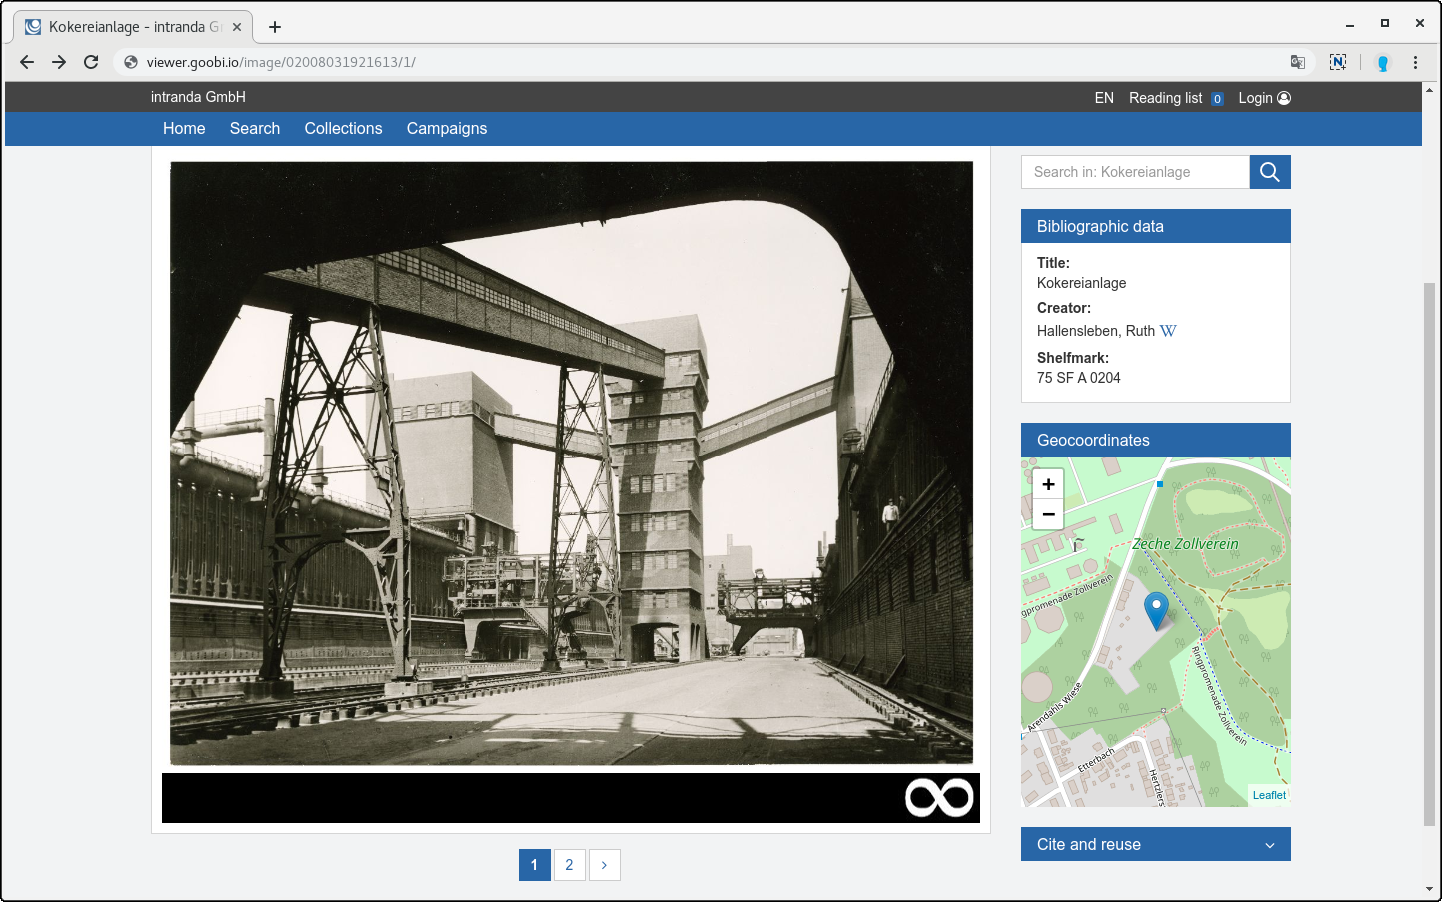 Kokereianlage - intranda G
viewer.goobi.io/image/02008031921613/1/
intranda GmbH
EN Reading list 0 Login
Home Search Collections Campaigns
Search in: Kokereianlage
Bibliographic data
Title:
Kokereianlage
Creator:
Hallensleben, Ruth W
Shelfmark:
75 SF A 0204
Geocoordinates
+
−
Zeche Zollverein
gpromenade Zollverein
Ringpromenade Zollverein
Arendahls Wiese
Etterbach
Hertzlers
Leaflet
Cite and reuse
1 2 ›